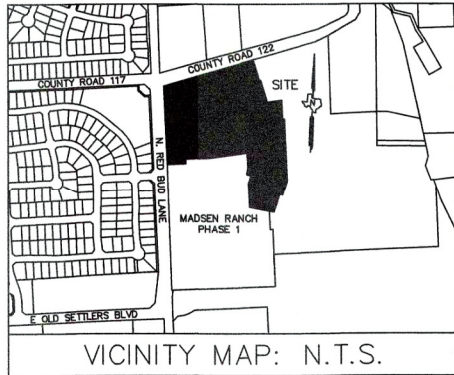 COUNTY ROAD 122
COUNTY ROAD 117
SITE
N. RED BUD LANE
MADSEN RANCH
PHASE 1
E OLD SETTLERS BLVD
VICINITY MAP: N.T.S.